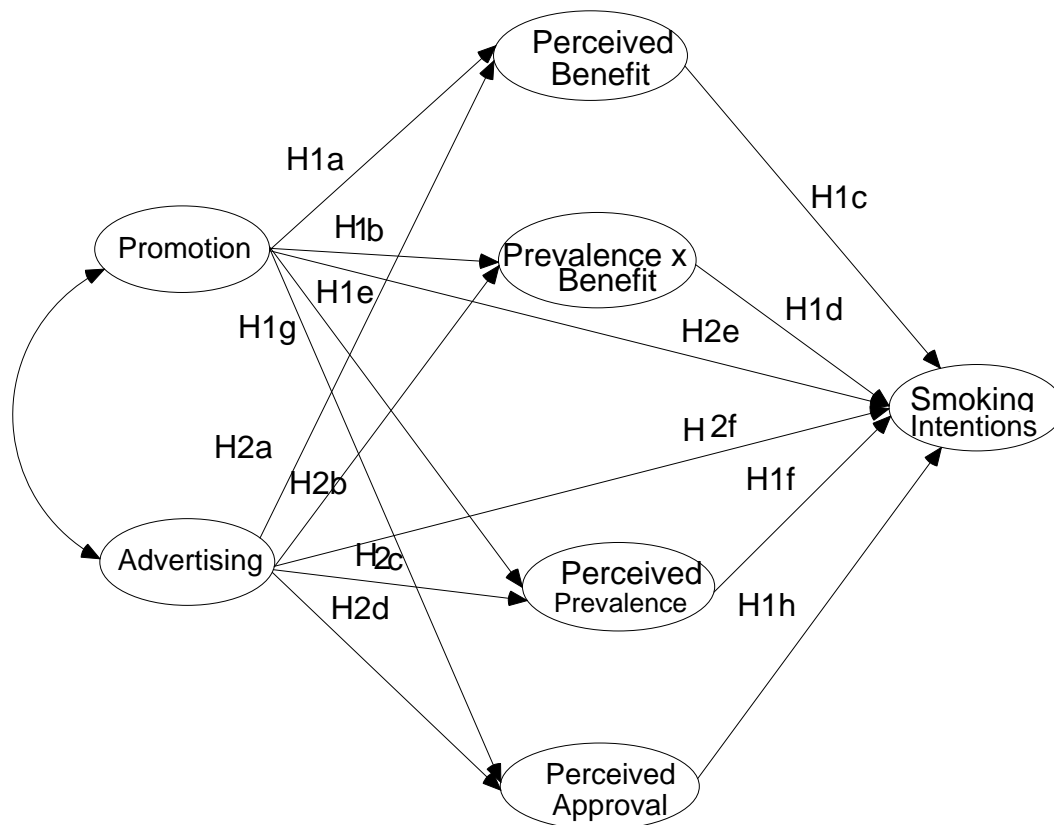 Perceived
Benefit
H1a
H1c
Promotion
H1b
Prevalence x
Benefit
H1e
H1d
H1g
H2e
Smoking
Intentions
H 2f
H2a
H2b
H1f
Advertising
H2c
Perceived
Prevalence
H2d
H1h
Perceived
Approval